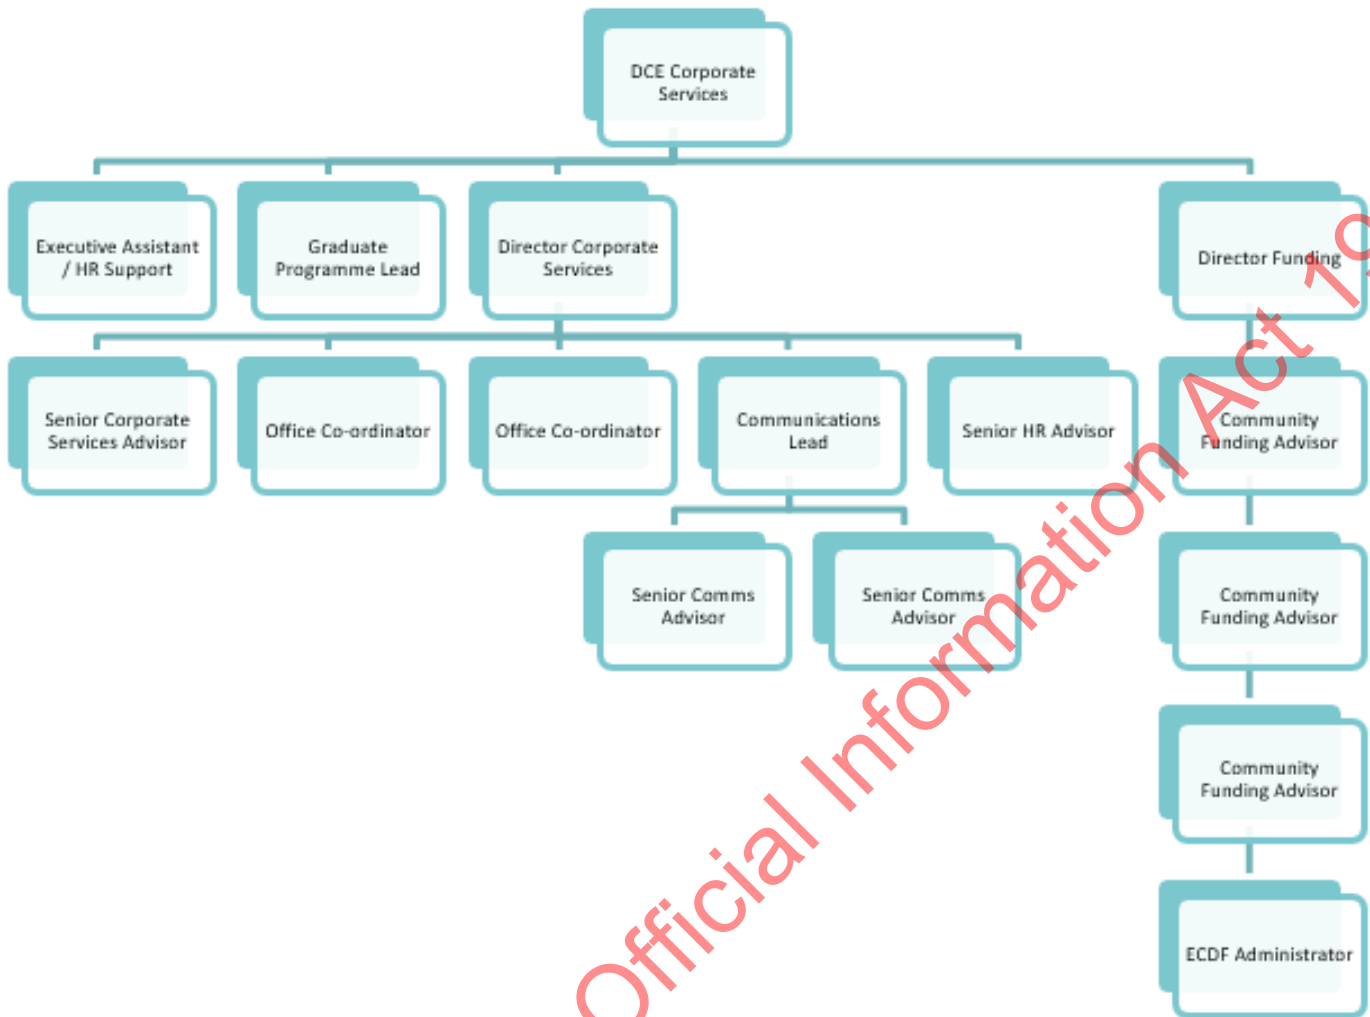 DCE Corporate
Services
Executive Assistant
/ HR Support
Graduate
Programme Lead
Director Corporate
Services
Director Funding
Senior Corporate
Services Advisor
Office Co-ordinator
Office Co-ordinator
Communications
Lead
Senior HR Advisor
Community
Funding Advisor
Senior Comms
Advisor
Senior Comms
Advisor
Community
Funding Advisor
Community
Funding Advisor
ECDF Administrator
Official Information Act 19